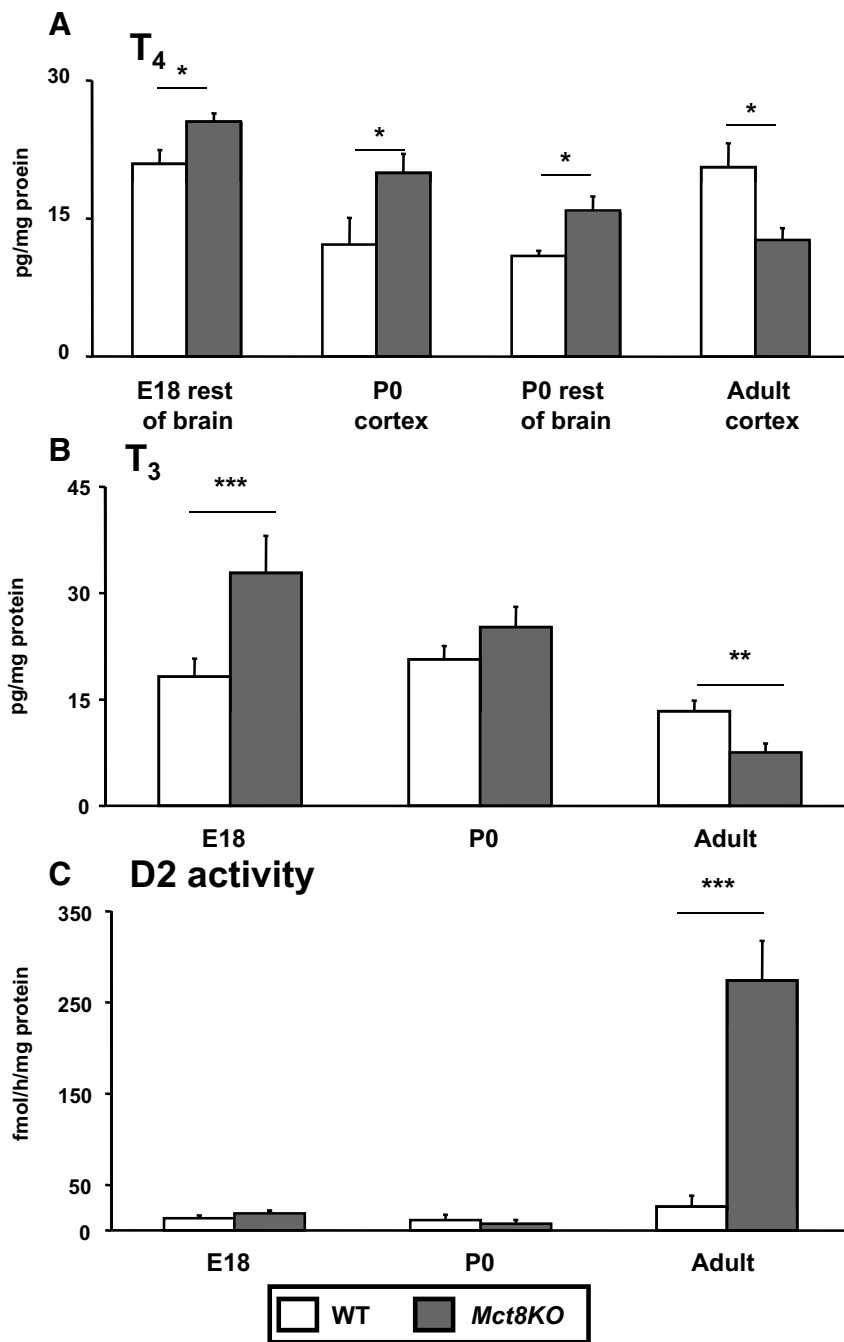 A T4
30
15
0
pg/mg proein
*
*
*
*
E18 rest of brain
P0 cortex
P0 rest of brain
Adult cortex
B T3
45
30
15
0
pg/mg protein
***
**
E18 P0 Adult
C D2 activity
350
250
150
50
0
fmol/h/mg protein
***
E18 P0 Adult
WT Mct8KO